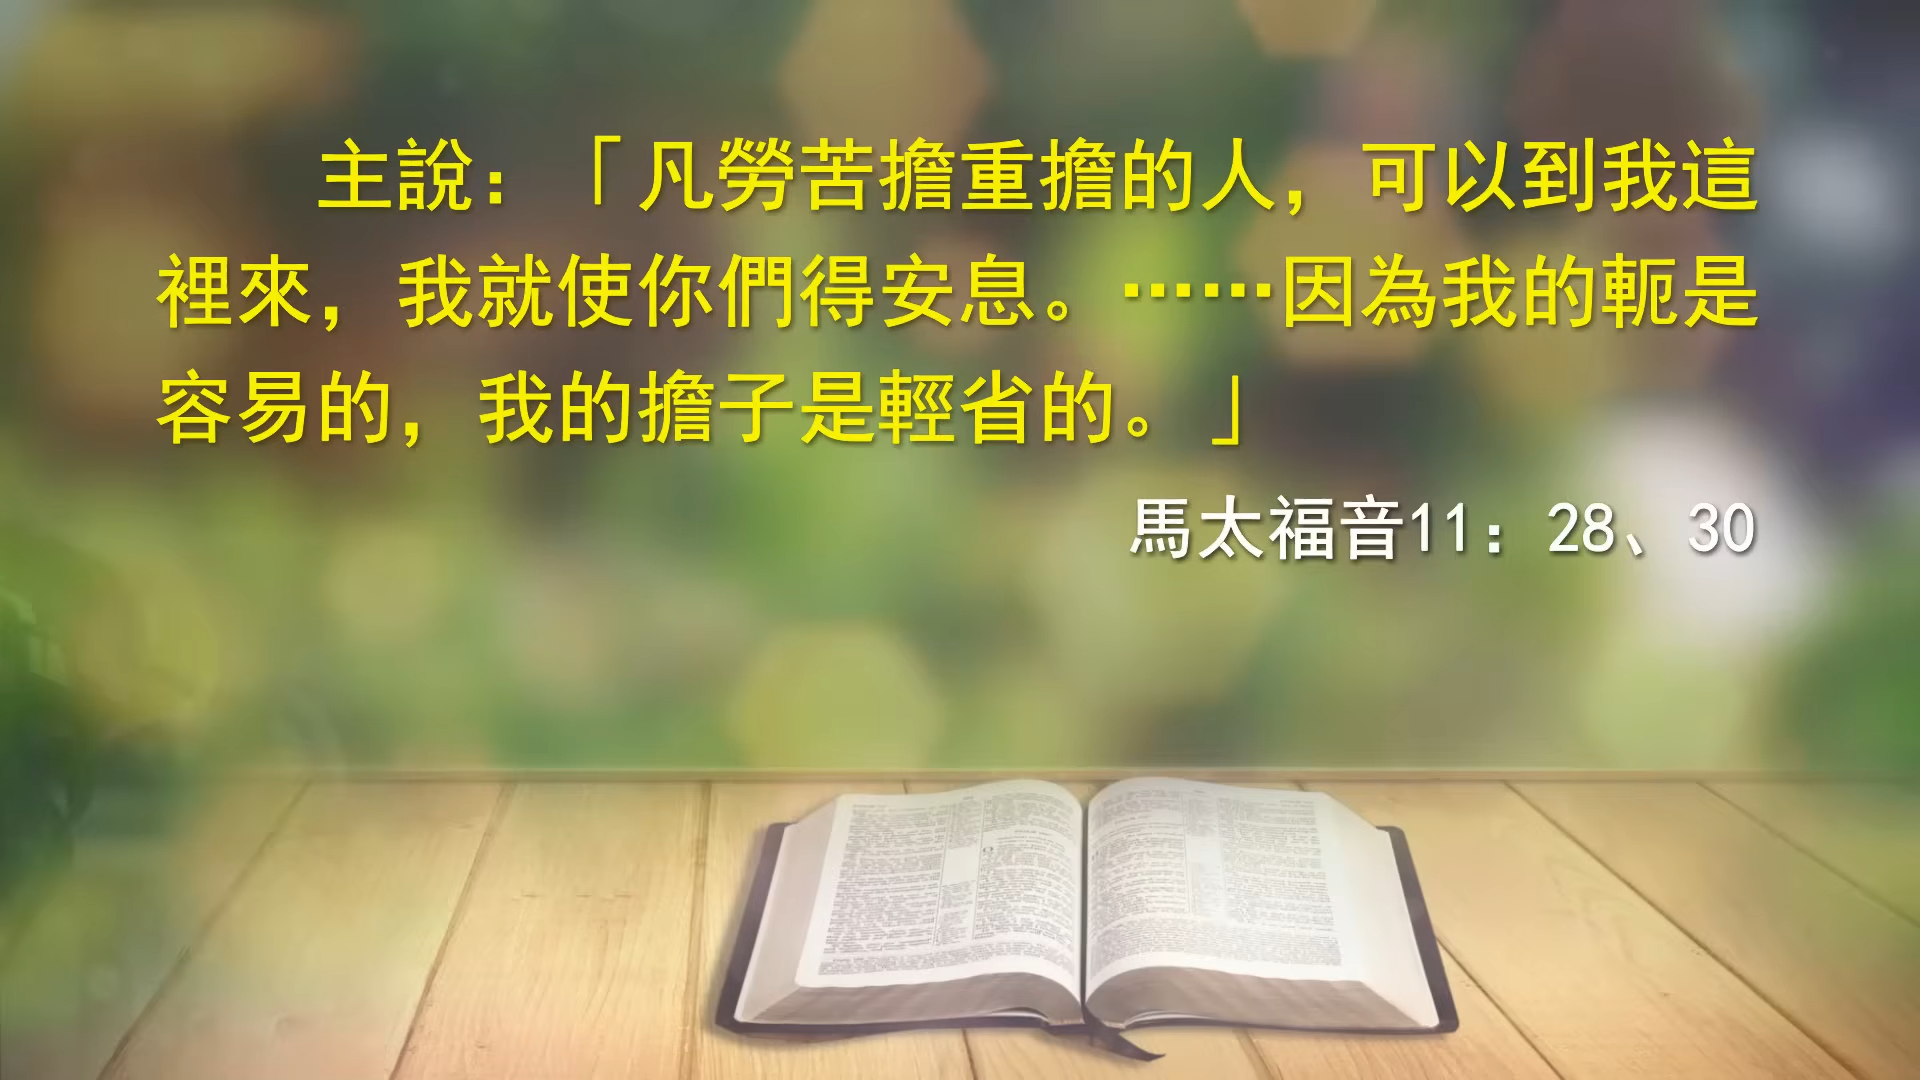 主說：「凡勞苦擔重擔的人，可以到我這
裡來，我就使你們得安息。……因為我的軛是
容易的，我的擔子是輕省的。」
馬太福音11：28、30